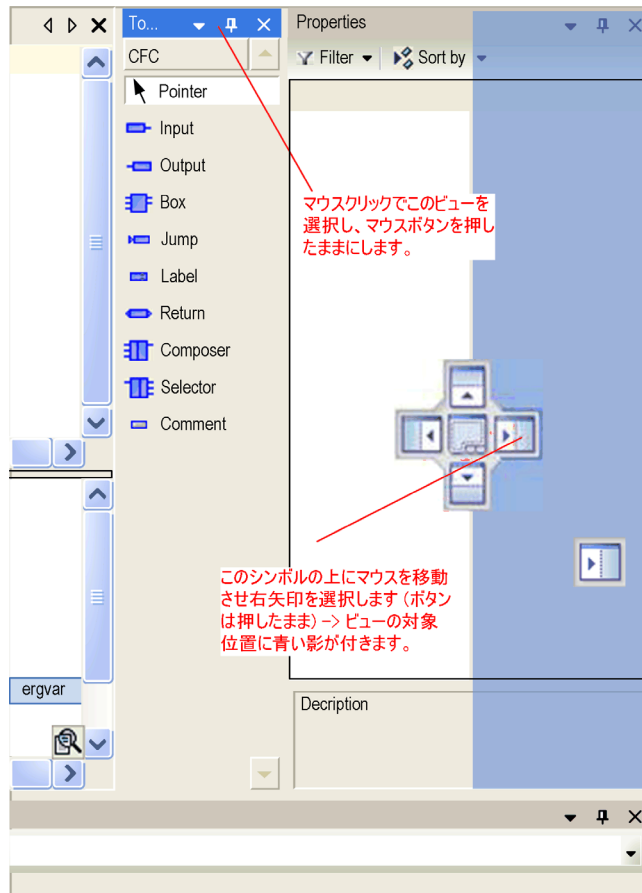 To...
Properties
CFC
Filter
Sort by
Pointer
Input
Output
Box
Jump
Label
Return
Composer
Selector
Comment
マウスクリックでこのビューを
選択し、マウスボタンを押し
たままにします。
このシンボルの上にマウスを移動
させ右矢印を選択します (ボタン
は押したまま) -> ビューの対象
位置に青い影が付きます。
ergvar
Decription